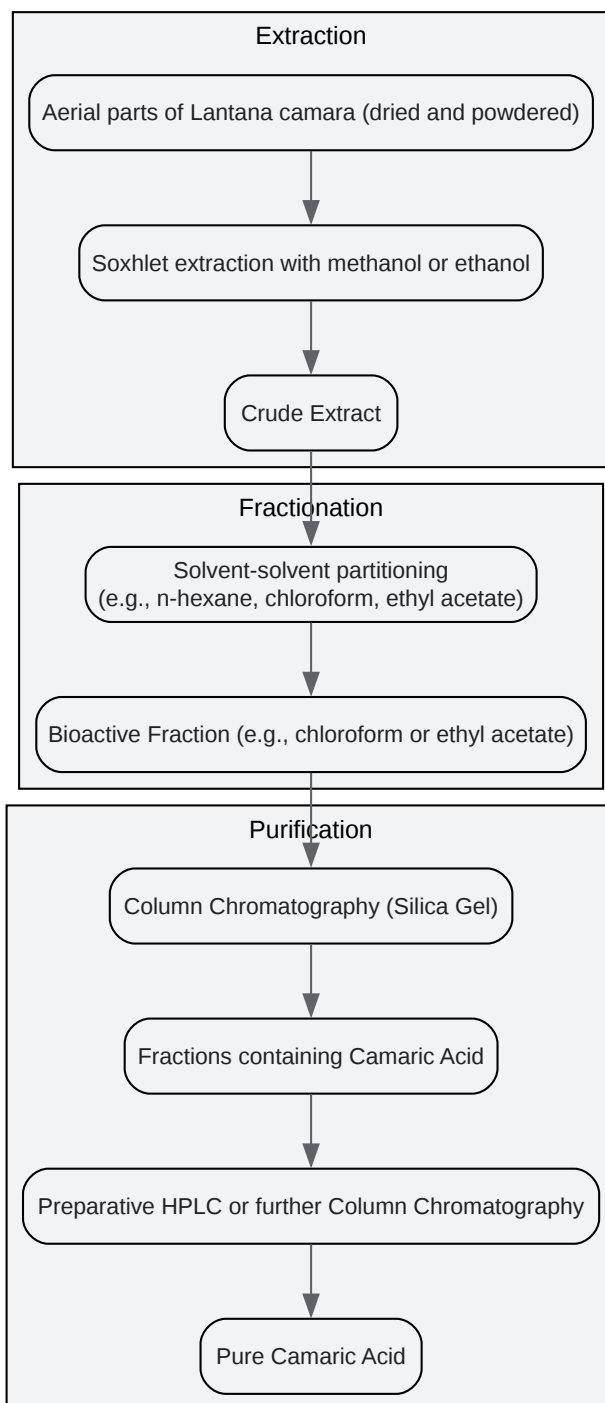 Extraction
Aerial parts of Lantana camara (dried and powdered)
Soxhlet extraction with methanol or ethanol
Crude Extract
Fractionation
Solvent-solvent partitioning
(e.g., n-hexane, chloroform, ethyl acetate)
Bioactive Fraction (e.g., chloroform or ethyl acetate)
Purification
Column Chromatography (Silica Gel)
Fractions containing Camaric Acid
Preparative HPLC or further Column Chromatography
Pure Camaric Acid